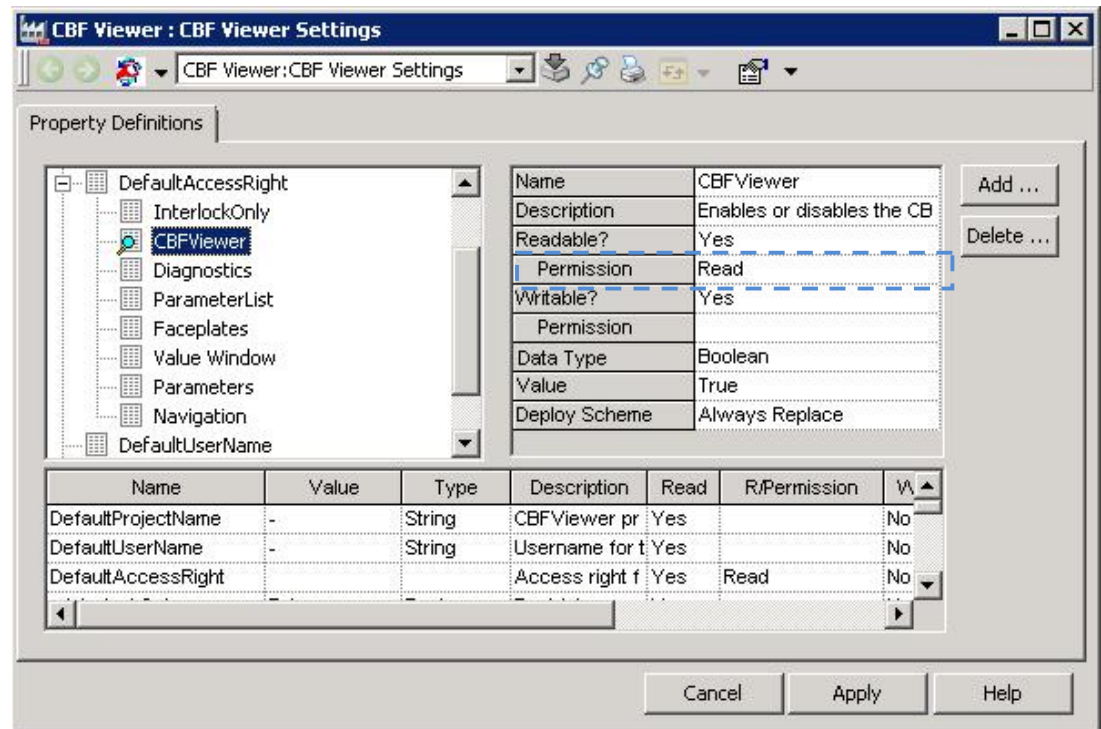 CBF Viewer : CBF Viewer Settings
CBF Viewer:CBF Viewer Settings
Property Definitions
DefaultAccessRight
InterlockOnly
CBFViewer
Diagnostics
ParameterList
Faceplates
Value Window
Parameters
Navigation
DefaultUserName
Name CBFViewer
Description Enables or disables the CB
Readable? Yes
Permission Read
Writable? Yes
Permission
Data Type Boolean
Value True
Deploy Scheme Always Replace
Add ...
Delete ...
Name Value Type Description Read R/Permission
DefaultProjectName - String CBFViewer pr Yes No
DefaultUserName - String Username for t Yes No
DefaultAccessRight Access right f Yes Read No
Cancel Apply Help